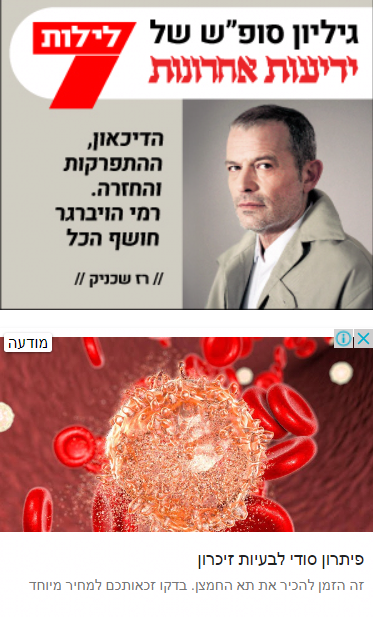 גיליון סופ״ש של
ידיעות אחרונות
7 לילות
הדיכאון,
ההתפרקות
והחזרה.
רמי הויברגר
חושף הכל
// רז שכניק //
מודעה
פיתרון סודי לבעיות זיכרון
זה הזמן להכיר את תא החמצן. בדקו זכאותכם למחיר מיוחד